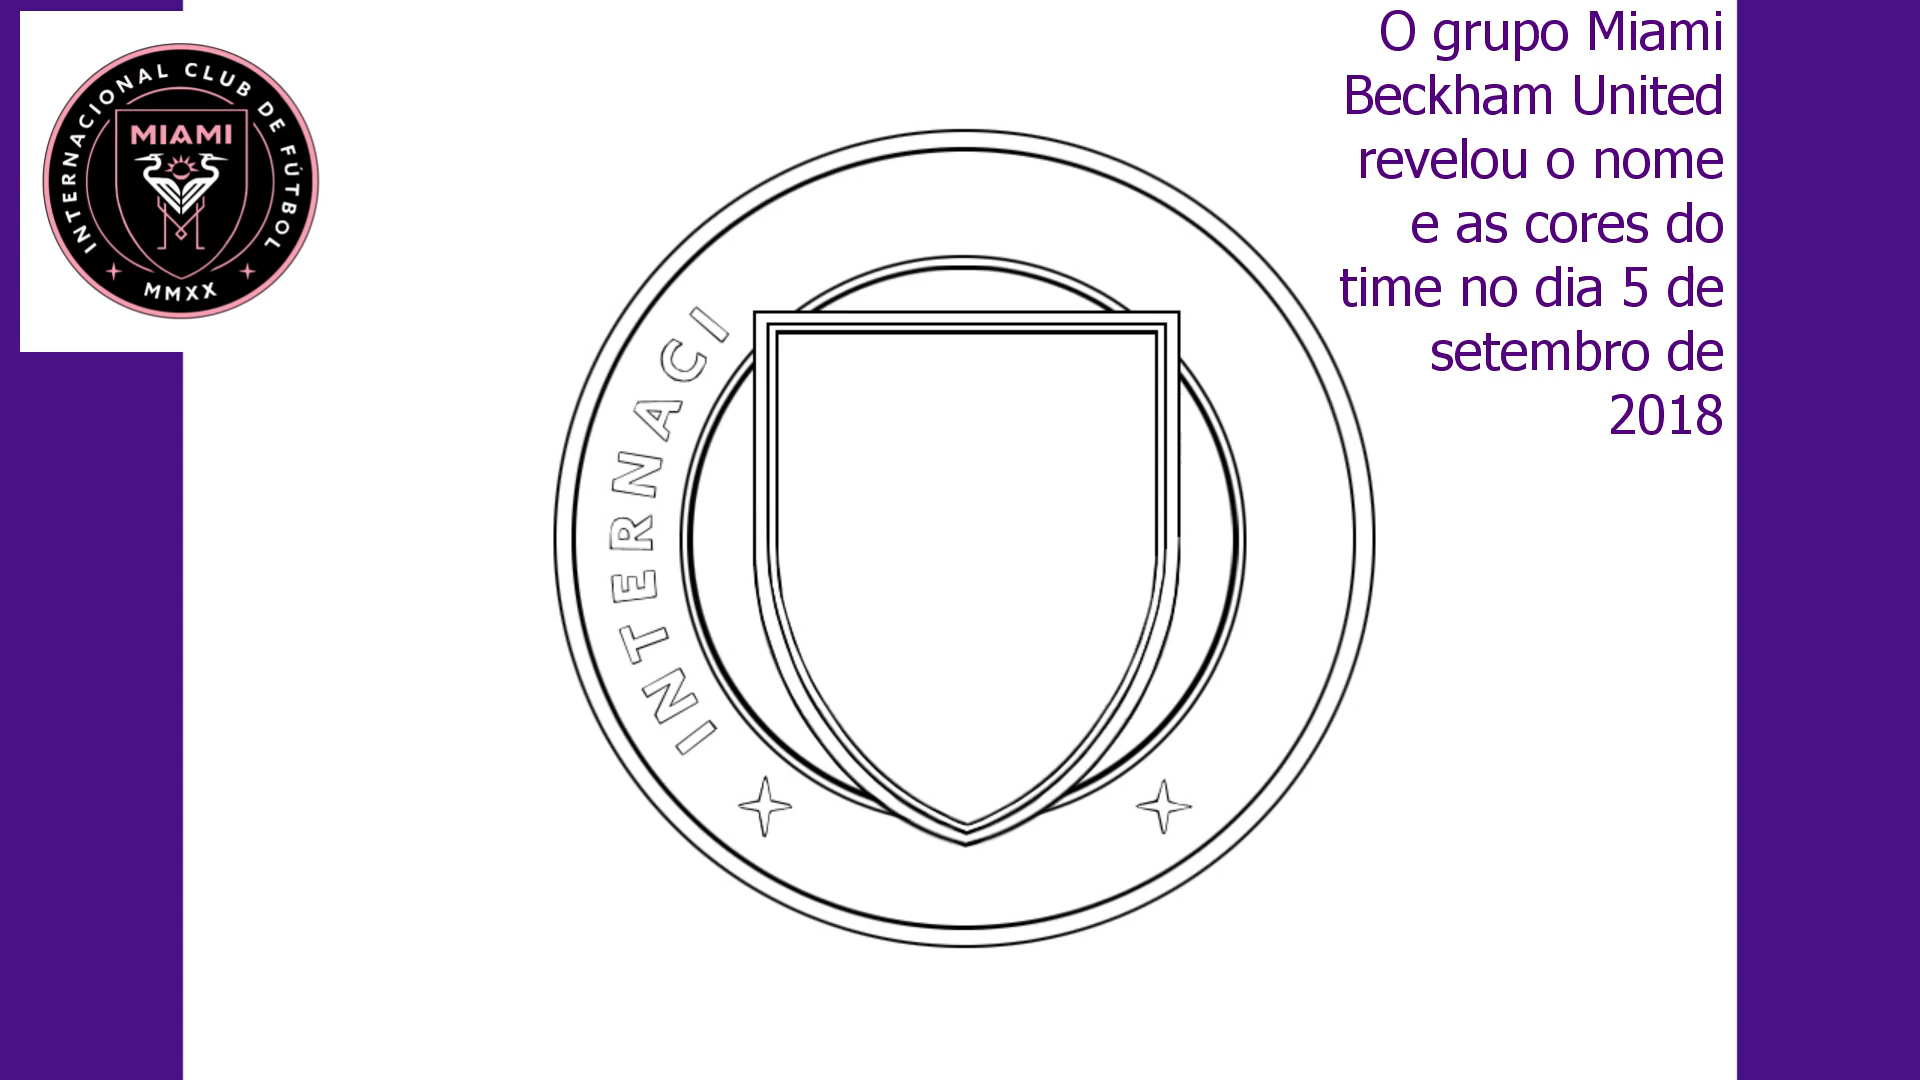 INTERNACIONAL CLUB DE FÚTBOL
MIAMI
MMXX
INTERNACI
O grupo Miami
Beckham United
revelou o nome
e as cores do
time no dia 5 de
setembro de
2018